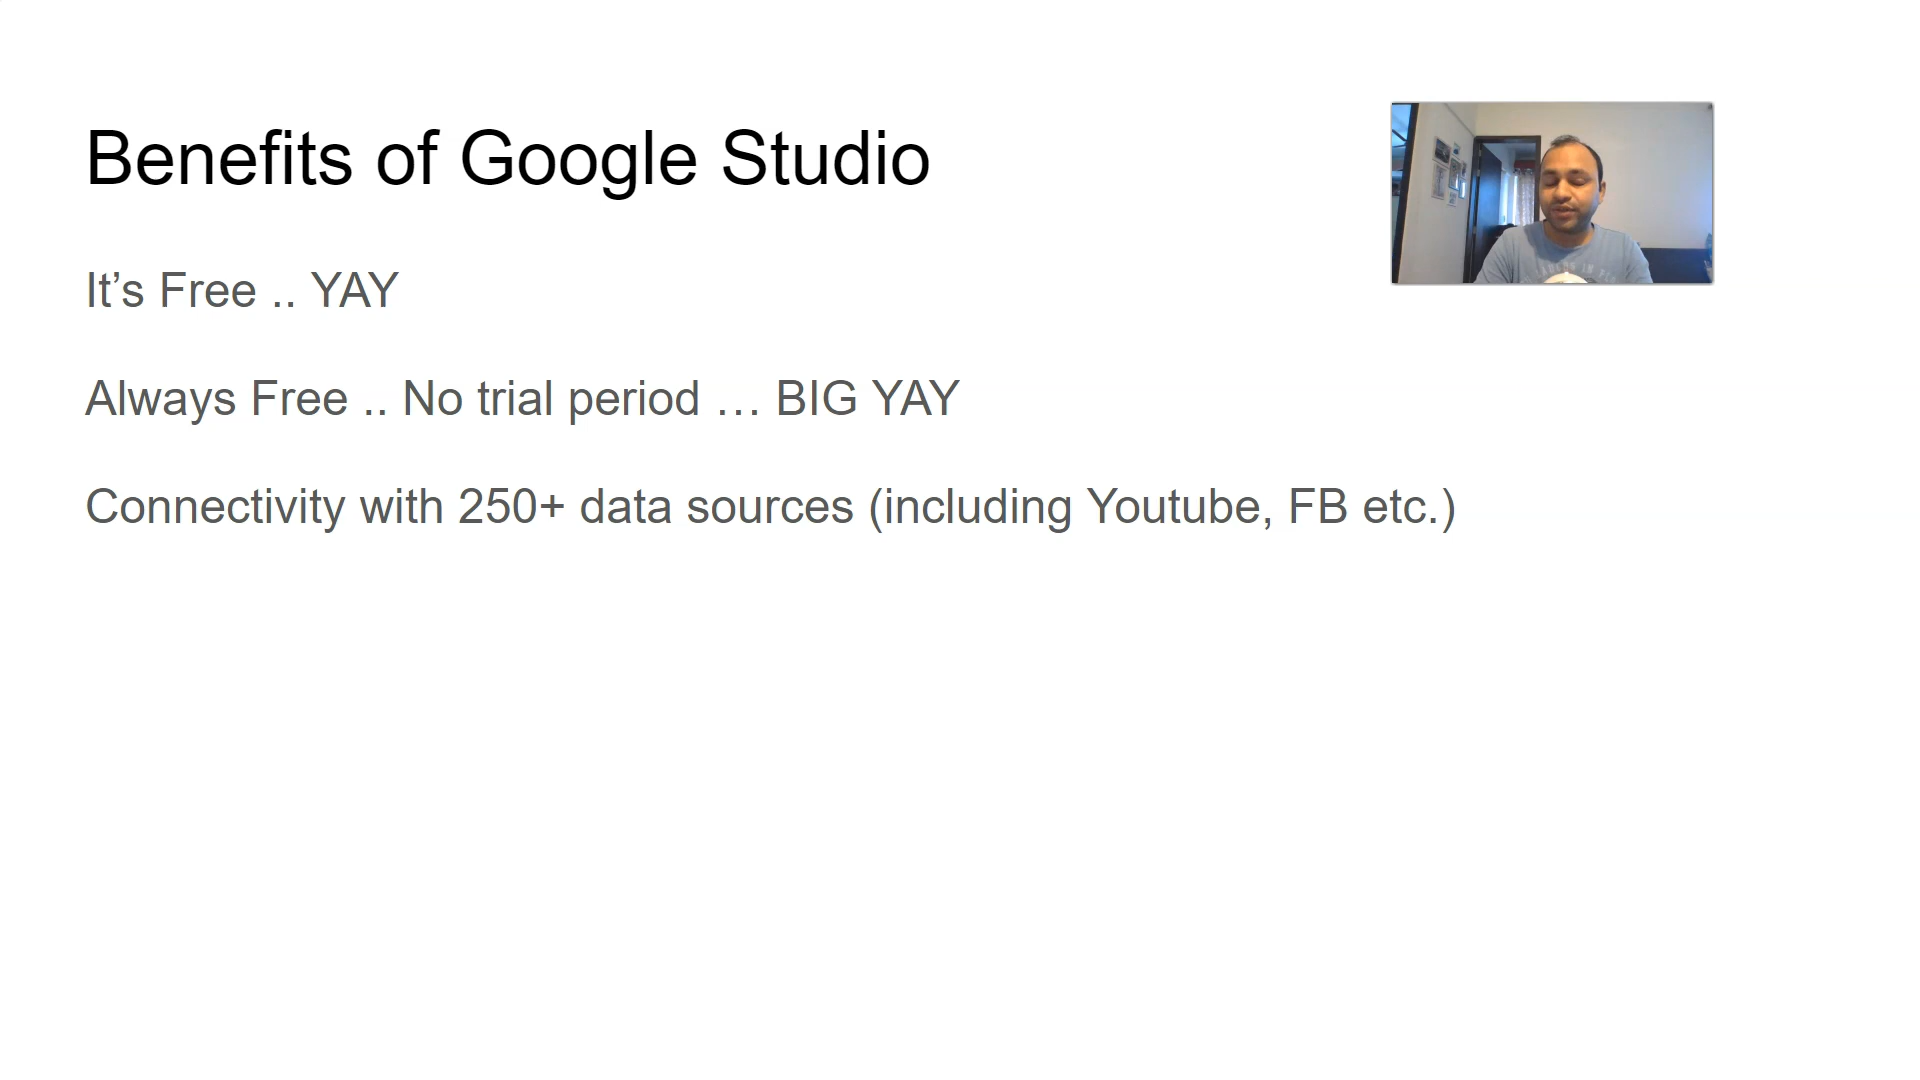 Benefits of Google Studio
It’s Free .. YAY
Always Free .. No trial period … BIG YAY
Connectivity with 250+ data sources (including Youtube, FB etc.)